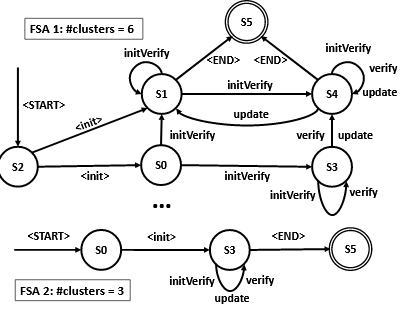 FSA 1: #clusters = 6
S5
initVerify
<END> <END>
initVerify
verify
update
<START>
S1
initVerify
S4
<init>
update
initVerify
verify update
S2
<init>
S0
initVerify
S3
initVerify verify
...
<START>
S0
<init>
S3
<END>
S5
initVerify verify
update
FSA 2: #clusters = 3